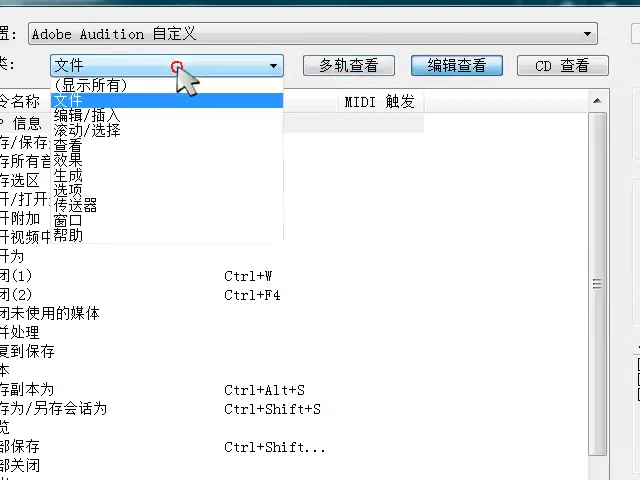 置: Adobe Audition 自定义
类: 文件 多轨查看 编辑查看 CD 查看
(显示所有)
令名称 文件 MIDI 触发
编辑/插入
信息
滚动/选择
存/保存
查看
存所有音 效果
生成
存选区
选项
开/打开 传送器
开附加 窗口
开视频中 帮助
开为
闭(1) Ctrl+W
闭(2) Ctrl+F4
闭未使用的媒体
并处理
复到保存
本
存副本为 Ctrl+Alt+S
存为/另存会话为 Ctrl+Shift+S
览
部保存 Ctrl+Shift...
部关闭